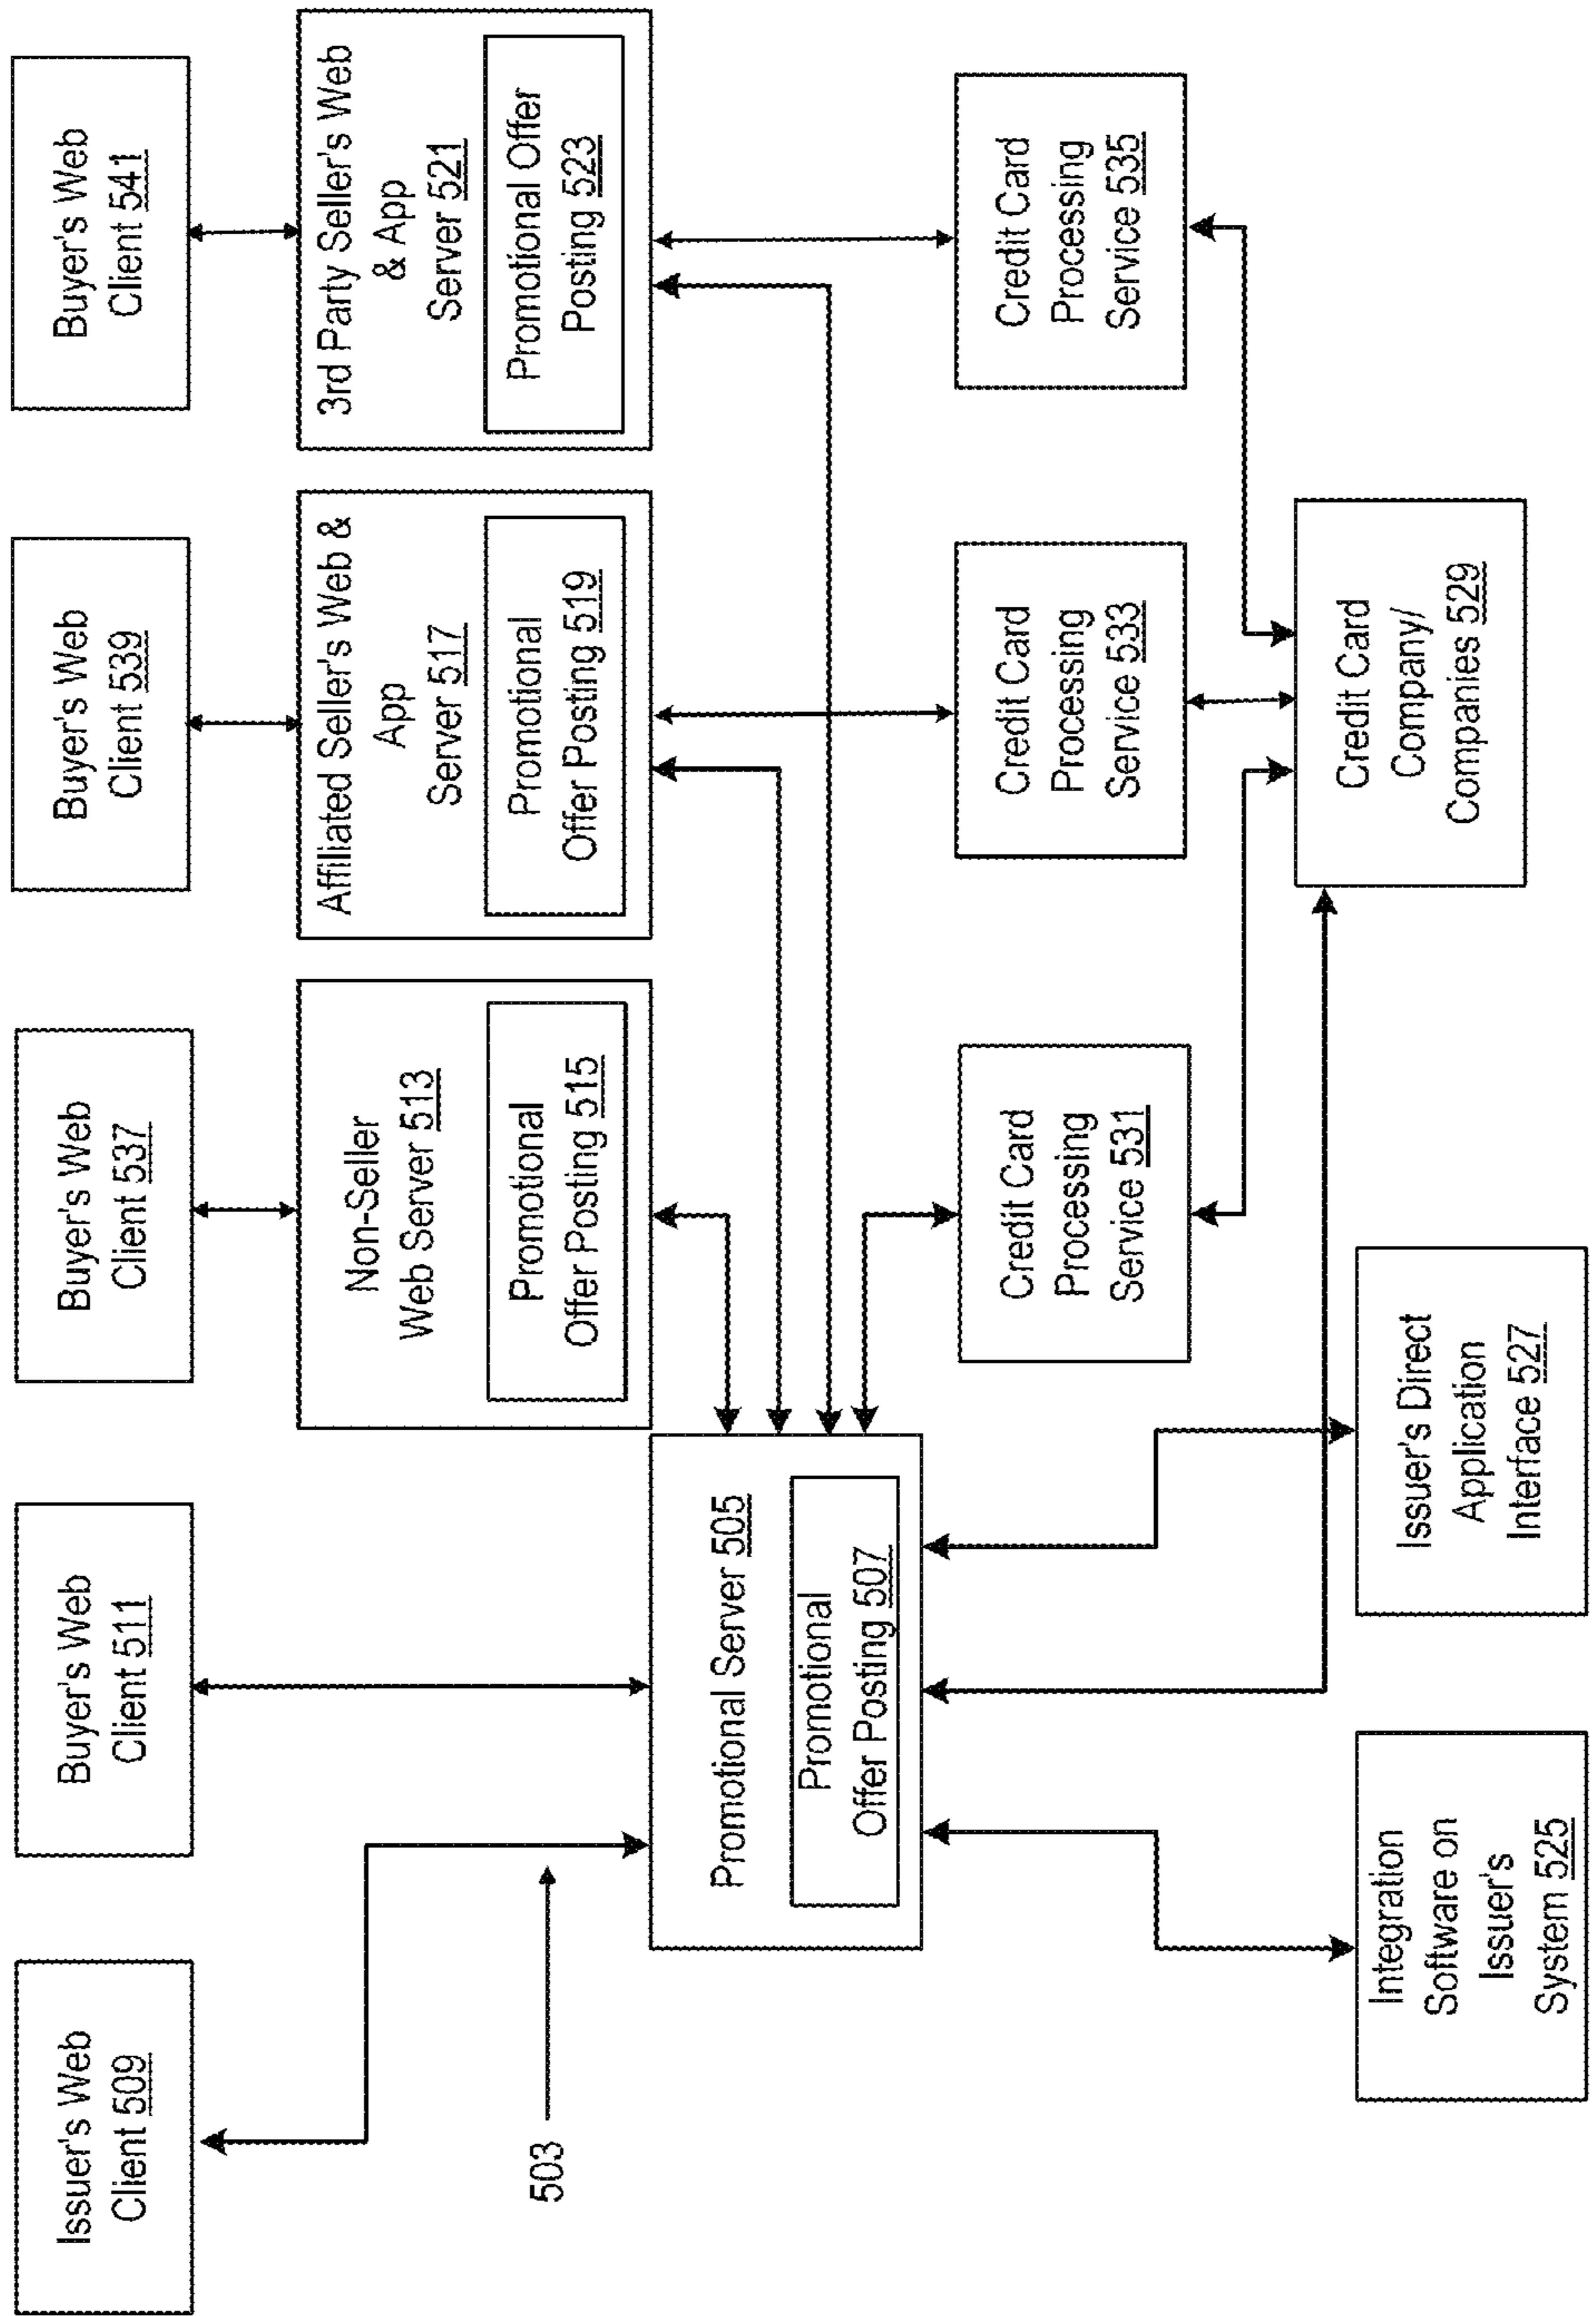 Issuer's Web
Client 509
Buyer's Web
Client 511
Buyer's Web
Client 537
Buyer's Web
Client 539
Buyer's Web
Client 541
503
Non-Seller
Web Server 513
Promotional
Offer Posting 515
Affiliated Seller's Web &
App
Server 517
Promotional
Offer Posting 519
3rd Party Seller's Web
& App
Server 521
Promotional Offer
Posting 523
Promotional Server 505
Promotional
Offer Posting 507
Credit Card
Processing
Service 531
Credit Card
Processing
Service 533
Credit Card
Processing
Service 535
Integration
Software on
Issuer's
System 525
Issuer's Direct
Application
Interface 527
Credit Card
Company/
Companies 529